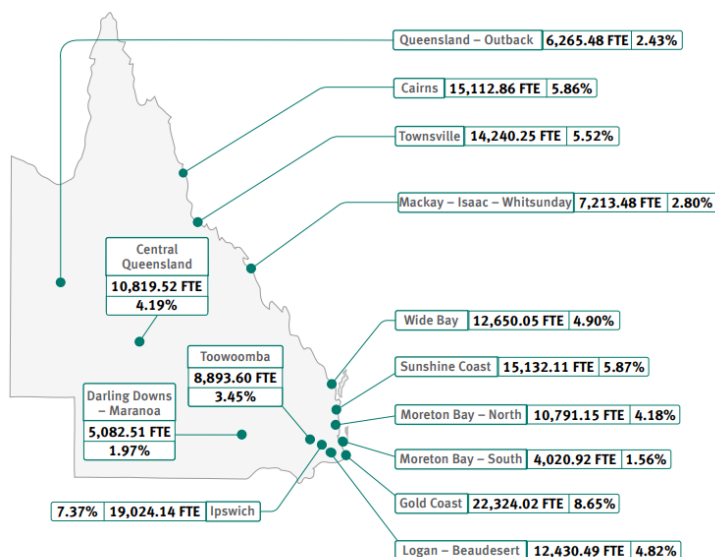 Queensland – Outback 6,265.48 FTE 2.43%
Cairns 15,112.86 FTE 5.86%
Townsville 14,240.25 FTE 5.52%
Mackay – Isaac – Whitsunday 7,213.48 FTE 2.80%
Central
Queensland
10,819.52 FTE
4.19%
Wide Bay 12,650.05 FTE 4.90%
Toowoomba
8,893.60 FTE
3.45%
Sunshine Coast 15,132.11 FTE 5.87%
Darling Downs
– Maranoa
5,082.51 FTE
1.97%
Moreton Bay – North 10,791.15 FTE 4.18%
Moreton Bay – South 4,020.92 FTE 1.56%
Gold Coast 22,324.02 FTE 8.65%
7.37% 19,024.14 FTE Ipswich
Logan – Beaudesert 12,430.49 FTE 4.82%